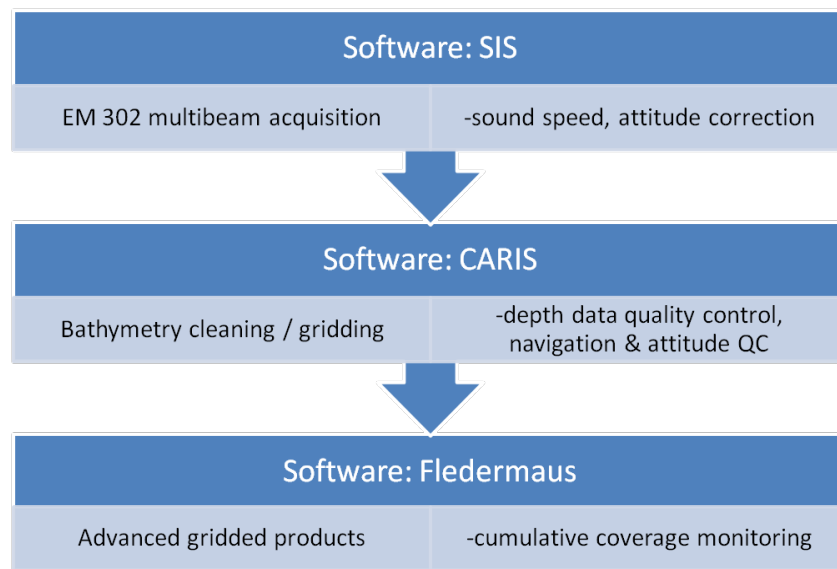 Software: SIS
EM 302 multibeam acquisition
-sound speed, attitude correction
Software: CARIS
Bathymetry cleaning / gridding
-depth data quality control,
navigation & attitude QC
Software: Fledermaus
Advanced gridded products
-cumulative coverage monitoring